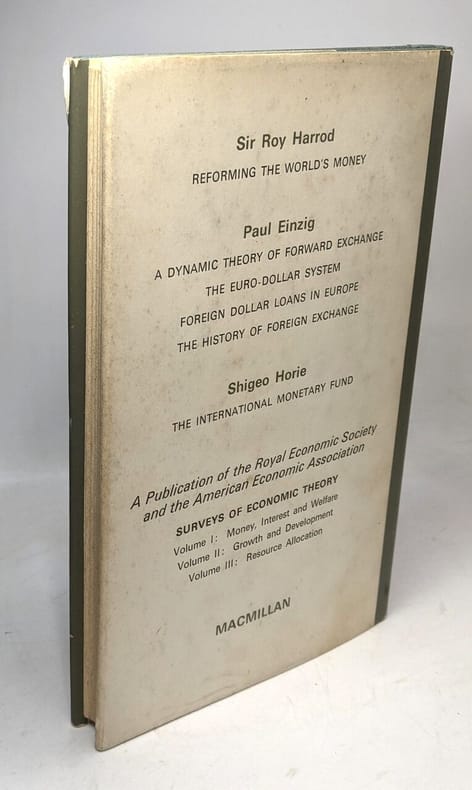 Sir Roy Harrod
REFORMING THE WORLD'S MONEY
Paul Einzig
A DYNAMIC THEORY OF FORWARD EXCHANGE
THE EURO-DOLLAR SYSTEM
FOREIGN DOLLAR LOANS IN EUROPE
THE HISTORY OF FOREIGN EXCHANGE
Shigeo Horie
THE INTERNATIONAL MONETARY FUND
A Publication of the Royal Economic Society
and the American Economic Association
SURVEYS OF ECONOMIC THEORY
Volume I: Money, Interest and Welfare
Volume II: Growth and Development
Volume III: Resource Allocation
MACMILLAN